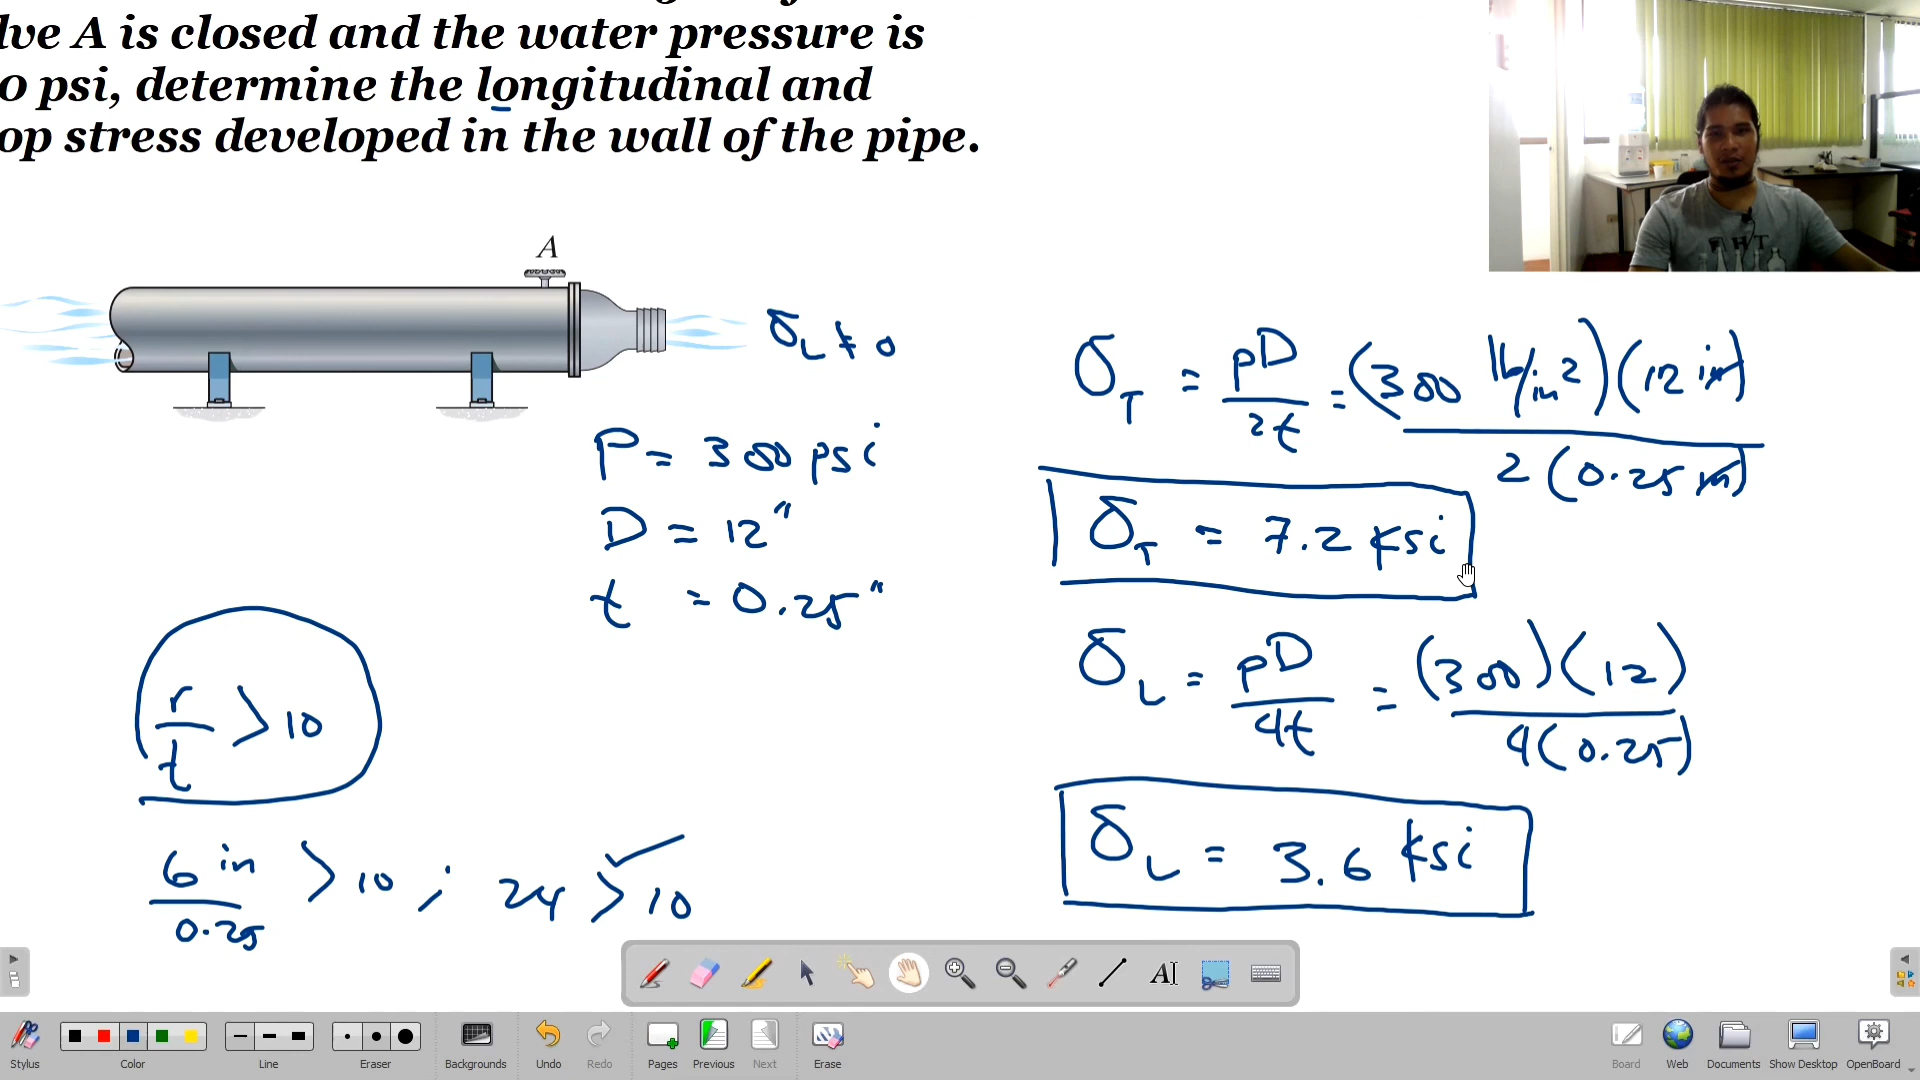 lve A is closed and the water pressure is
0 psi, determine the longitudinal and
op stress developed in the wall of the pipe.
A
σL ≠ 0
P = 300 psi
D = 12"
t = 0.25"
r/t > 10
6 in/0.25 > 10 ; 24 > 10 ✓
σT = pD/2t = (300 lb/in²)(12 in)/2(0.25 in)
σT = 7.2 ksi
σL = pD/4t = (300)(12)/4(0.25)
σL = 3.6 ksi
AI
Stylus
Color
Line
Eraser
Backgrounds
Undo
Redo
Pages
Previous
Next
Erase
Board
Web
Documents
Show Desktop
OpenBoard